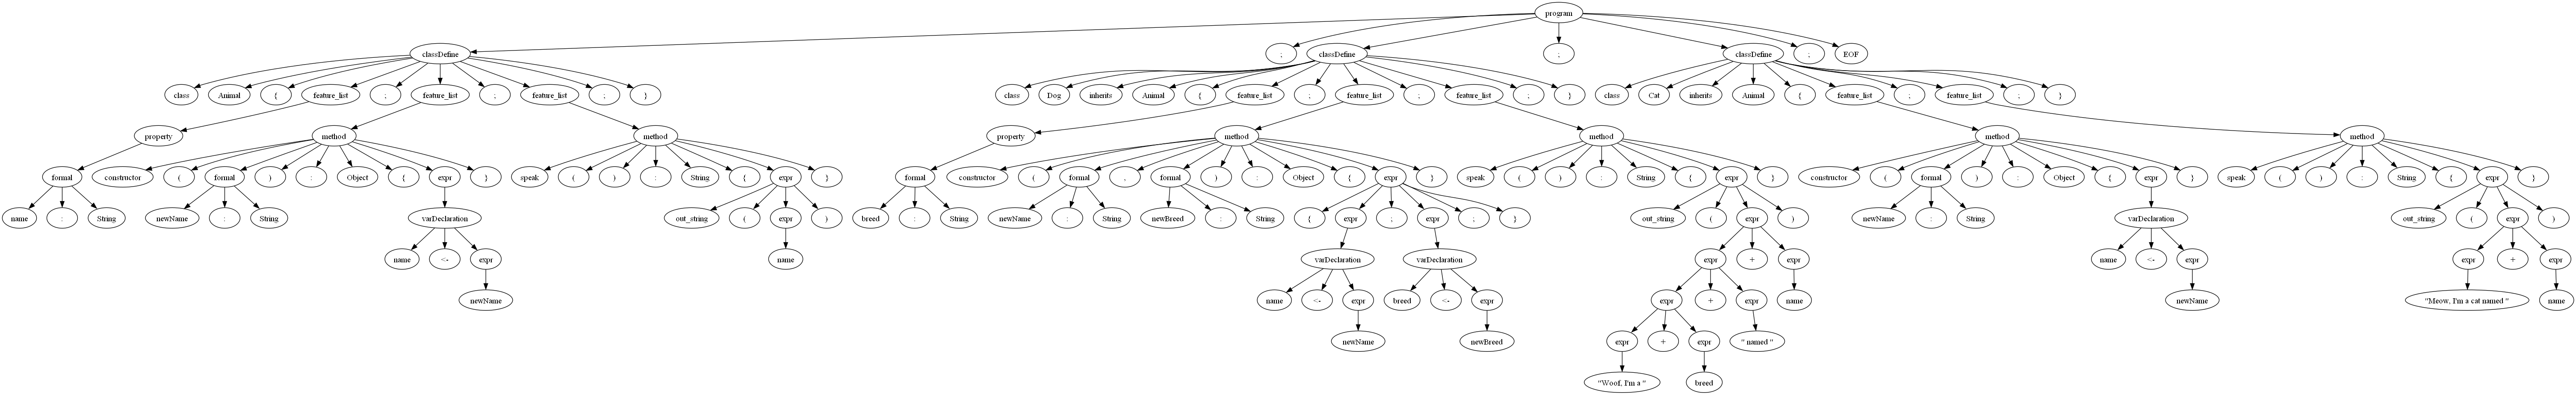 program
classDefine ; classDefine ; classDefine ; EOF
class Animal { feature_list ; feature_list ; feature_list ; } class Dog inherits Animal { feature_list ; feature_list ; feature_list ; } class Cat inherits Animal { feature_list ; feature_list ; }
property method method property method method method method
formal constructor ( formal ) : Object { expr } speak ( ) : String { expr } formal constructor ( formal , formal ) : Object { expr } speak ( ) : String { expr } constructor ( formal ) : Object { expr } speak ( ) : String { expr }
name : String newName : String varDeclaration out_string ( expr ) breed : String newName : String newBreed : String { expr ; expr ; } out_string ( expr ) newName : String varDeclaration out_string ( expr )
name <- expr name varDeclaration varDeclaration expr + expr name <- expr expr + expr
newName name <- expr breed <- expr expr + expr name newName "Meow, I'm a cat named " name
newName newBreed expr + expr " named "
"Woof, I'm a " breed